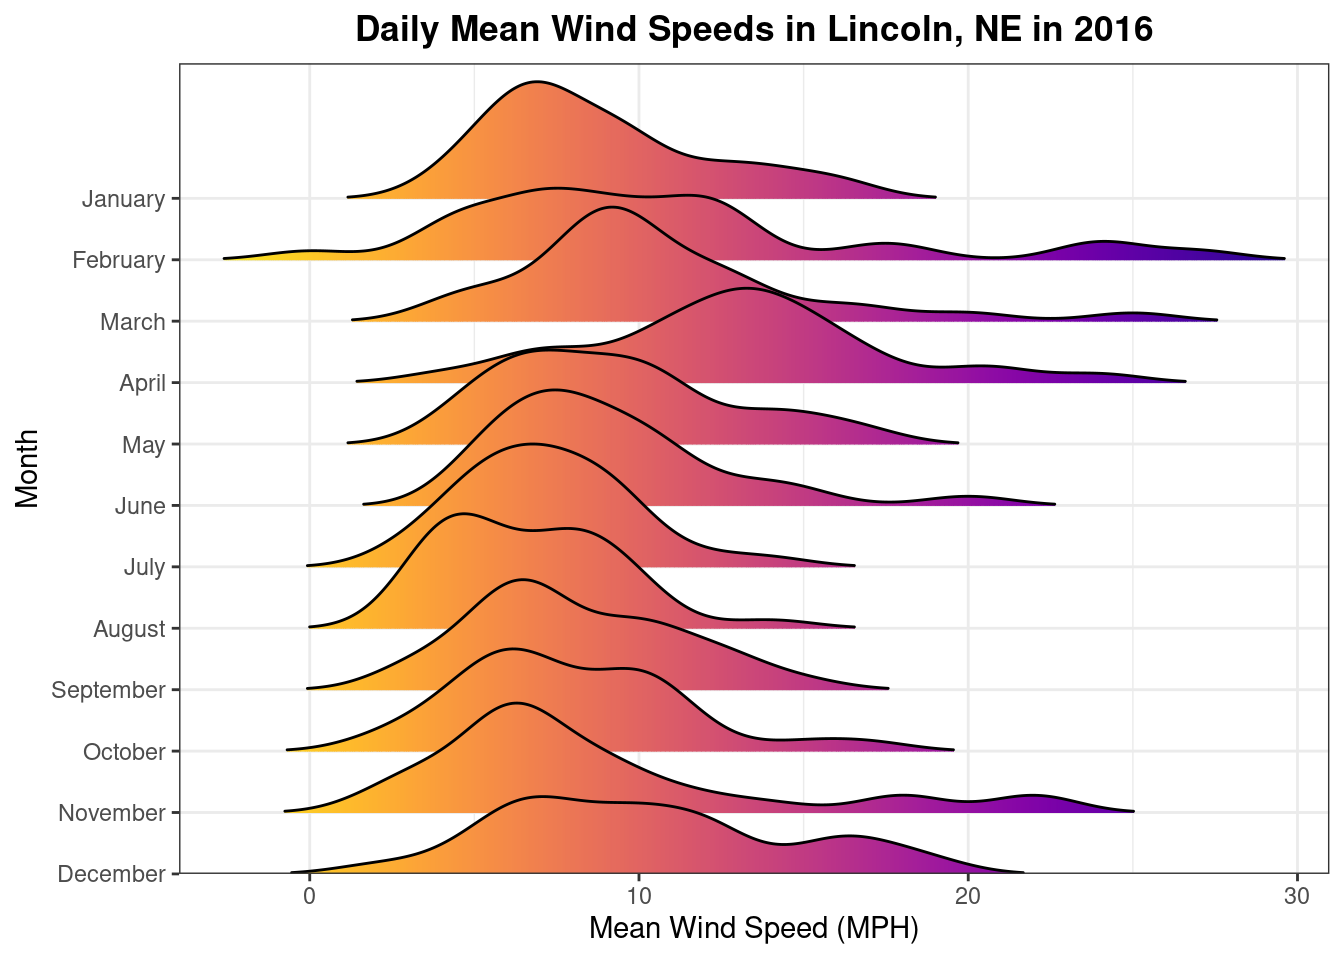 Daily Mean Wind Speeds in Lincoln, NE in 2016
Month
January
February
March
April
May
June
July
August
September
October
November
December
0 10 20 30
Mean Wind Speed (MPH)